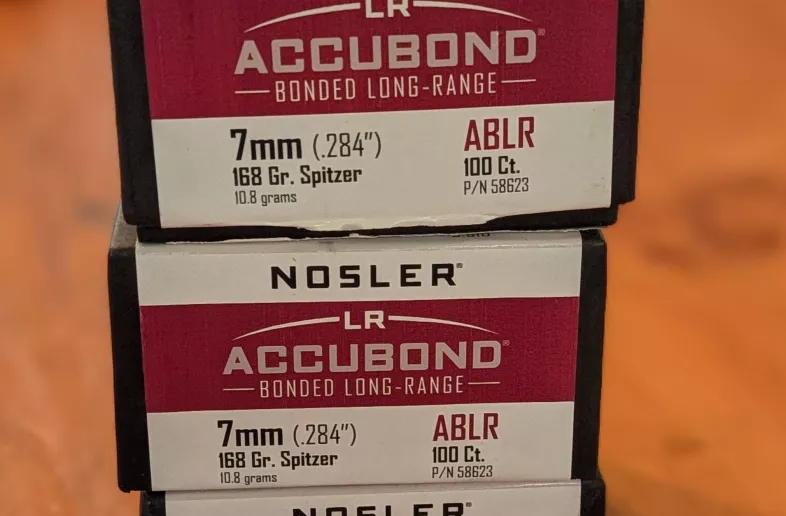 LR
ACCUBOND®
BONDED LONG-RANGE
7mm (.284")
168 Gr. Spitzer
10.8 grams
ABLR
100 Ct.
P/N 58623
NOSLER®
LR
ACCUBOND®
BONDED LONG-RANGE
7mm (.284")
168 Gr. Spitzer
10.8 grams
ABLR
100 Ct.
P/N 58623
NOSLER